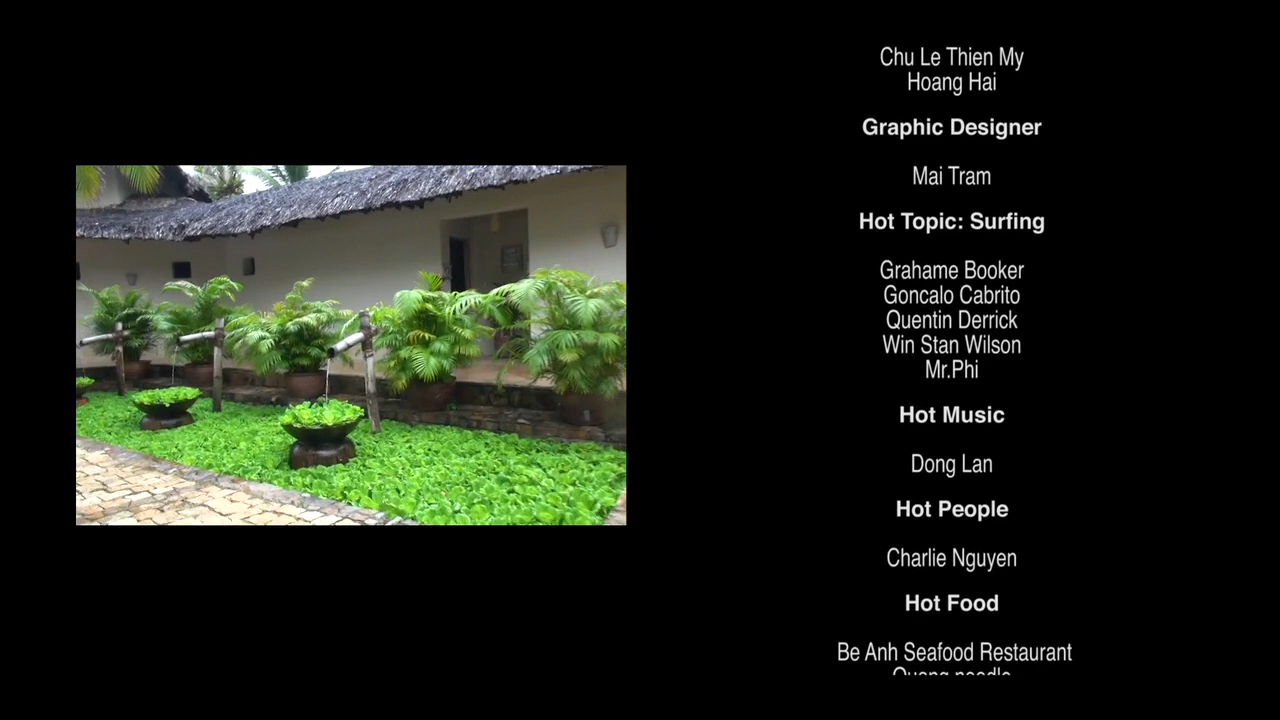 Chu Le Thien My
Hoang Hai
Graphic Designer
Mai Tram
Hot Topic: Surfing
Grahame Booker
Goncalo Cabrito
Quentin Derrick
Win Stan Wilson
Mr.Phi
Hot Music
Dong Lan
Hot People
Charlie Nguyen
Hot Food
Be Anh Seafood Restaurant